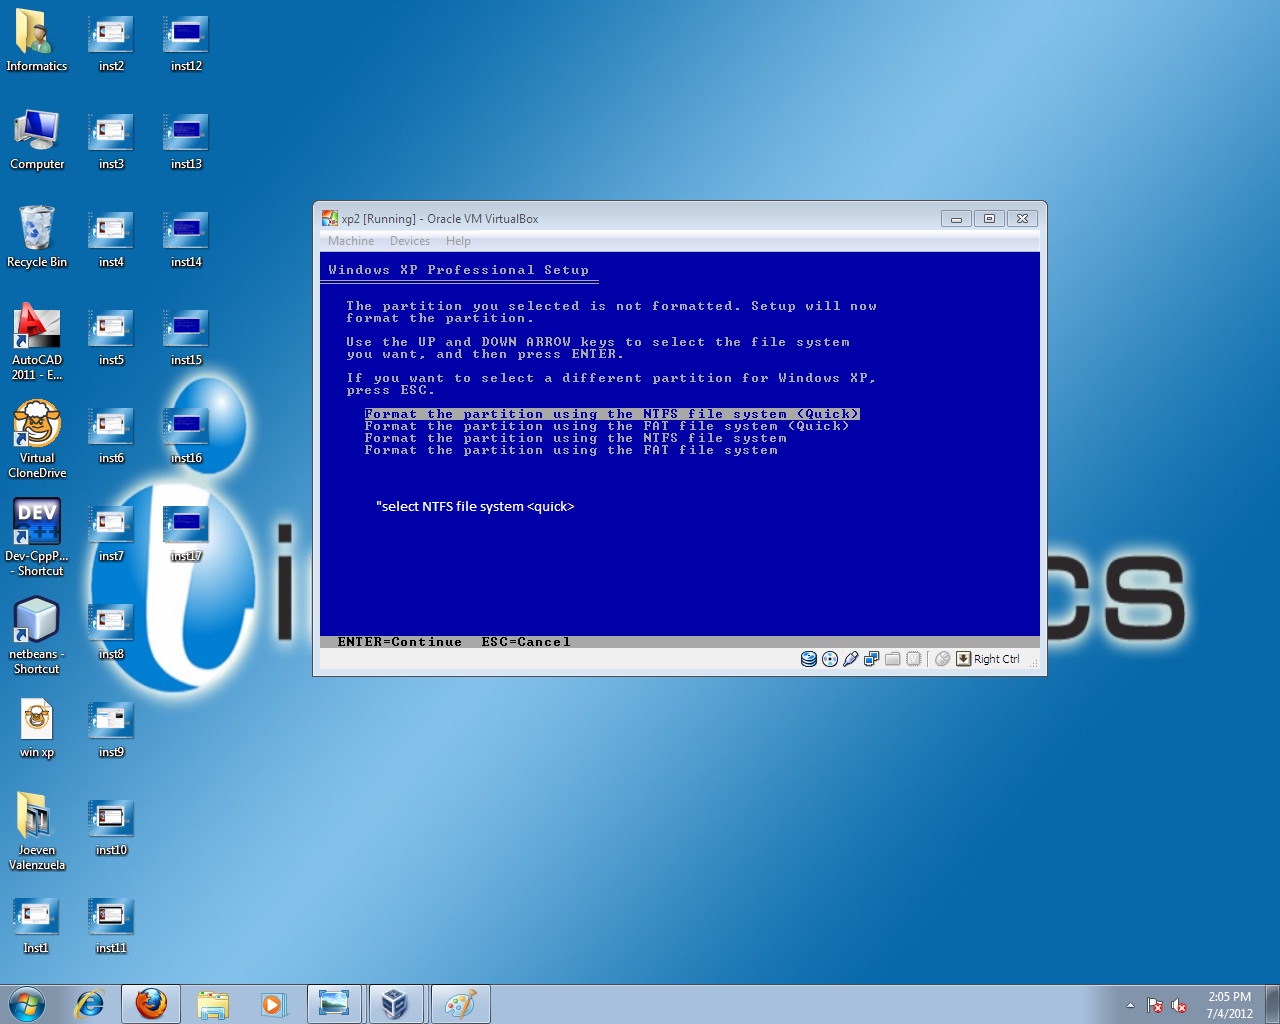 Informatics
inst2
inst12
Computer
inst3
inst13
Recycle Bin
inst4
inst14
AutoCAD
2011 - E...
inst5
inst15
Virtual
CloneDrive
inst6
inst16
Dev-CppP...
- Shortcut
inst7
inst17
netbeans -
Shortcut
inst8
win xp
inst9
Joeven
Valenzuela
inst10
Inst1
inst11
DEV
C++
xp2 [Running] - Oracle VM VirtualBox
Machine Devices Help
Windows XP Professional Setup
The partition you selected is not formatted. Setup will now
format the partition.
Use the UP and DOWN ARROW keys to select the file system
you want, and then press ENTER.
If you want to select a different partition for Windows XP,
press ESC.
Format the partition using the NTFS file system (Quick)
Format the partition using the FAT file system (Quick)
Format the partition using the NTFS file system
Format the partition using the FAT file system
"select NTFS file system <quick>
ENTER=Continue ESC=Cancel
Right Ctrl
cs
2:05 PM
7/4/2012